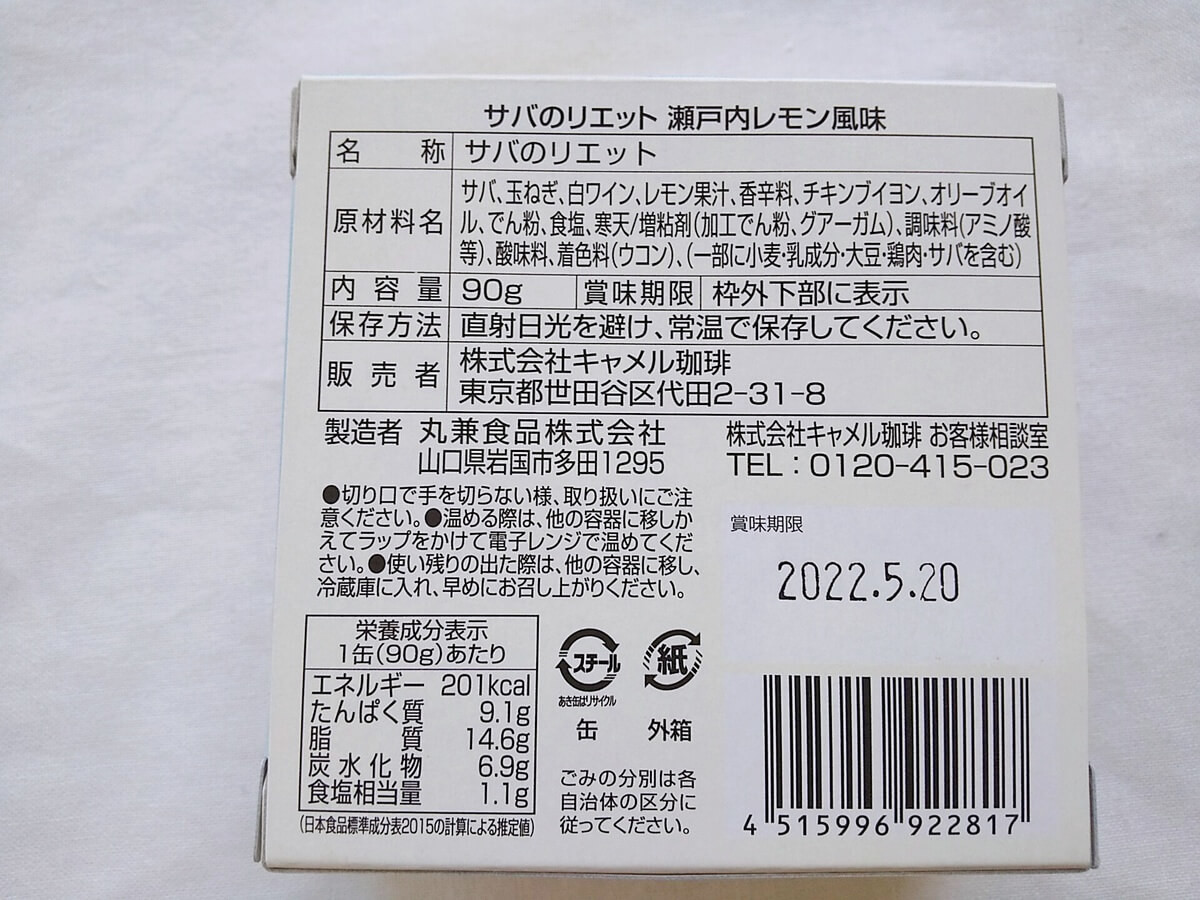 サバのリエット 瀬戸内レモン風味
名称 サバのリエット
原材料名 サバ、玉ねぎ、白ワイン、レモン果汁、香辛料、チキンブイヨン、オリーブオイ
ル、でん粉、食塩、寒天/増粘剤(加工でん粉、グアーガム)、調味料(アミノ酸
等)、酸味料、着色料(ウコン)、(一部に小麦・乳成分・大豆・鶏肉・サバを含む)
内容量 90g 賞味期限 枠外下部に表示
保存方法 直射日光を避け、常温で保存してください。
販売者 株式会社キャメル珈琲
東京都世田谷区代田2-31-8
製造者 丸兼食品株式会社
山口県岩国市多田1295
株式会社キャメル珈琲 お客様相談室
TEL：0120-415-023
●切り口で手を切らない様、取り扱いにご注
意ください。●温める際は、他の容器に移しか
えてラップをかけて電子レンジで温めてくだ
さい。●使い残りの出た際は、他の容器に移し、
冷蔵庫に入れ、早めにお召し上がりください。
賞味期限
2022.5.20
栄養成分表示
1缶(90g)あたり
エネルギー 201kcal
たんぱく質 9.1g
脂質 14.6g
炭水化物 6.9g
食塩相当量 1.1g
(日本食品標準成分表2015の計算による推定値)
スチール
あき缶はリサイクル
缶
紙
外箱
ごみの分別は各
自治体の区分に
従ってください。
4 515996 922817